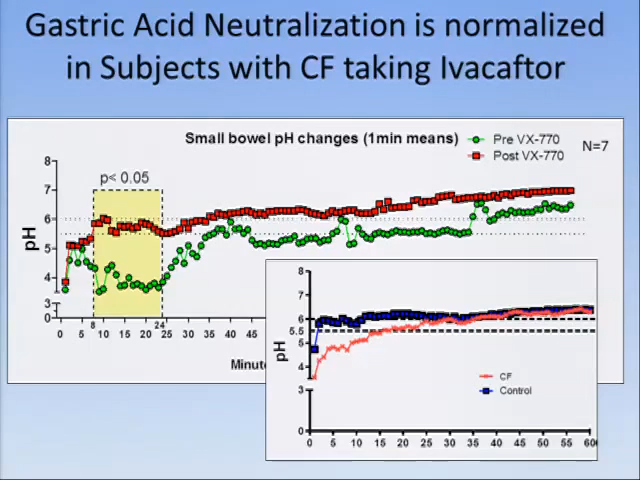 Gastric Acid Neutralization is normalized
in Subjects with CF taking Ivacaftor
Small bowel pH changes (1min means)
Pre VX-770
Post VX-770
N=7
p< 0.05
8
7
6
5
4
3
0
pH
0 5 8 10 15 20 24 25 30 35 40 45
8
7
6
5.5
5
4
3
0
pH
CF
Control
0 5 10 15 20 25 30 35 40 45 50 55 60